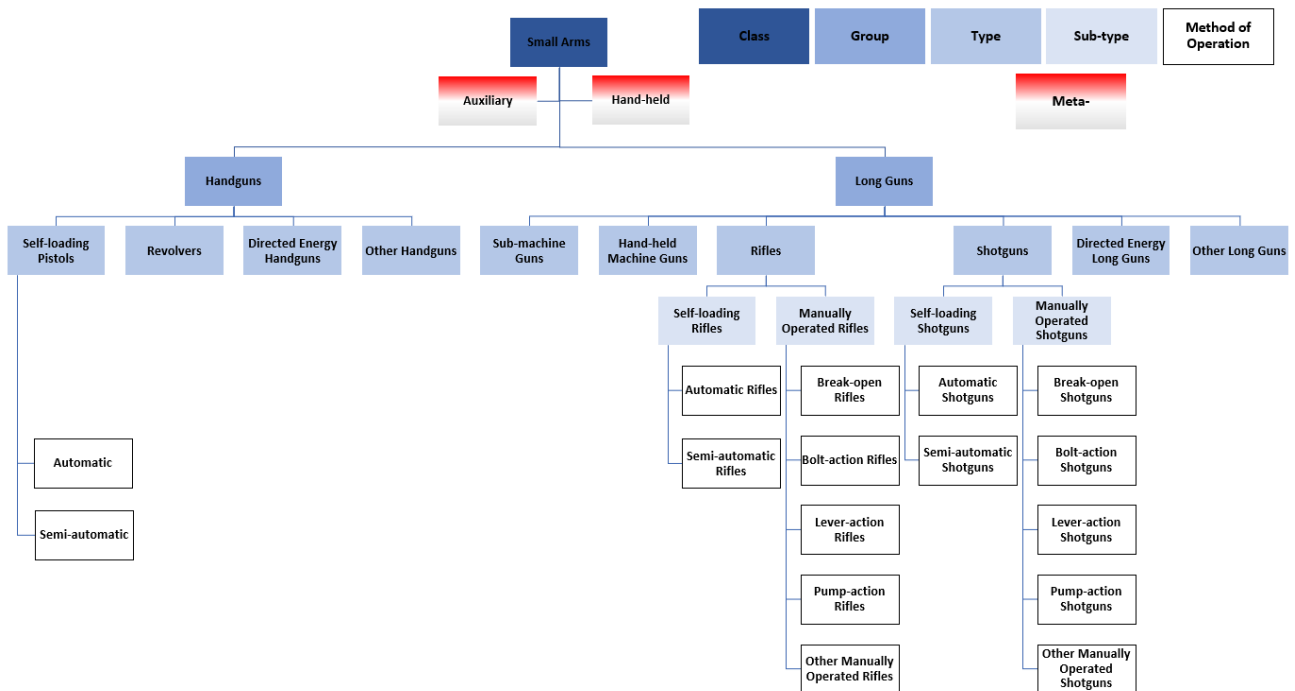 Small Arms
Class
Group
Type
Sub-type
Method of
Operation
Auxiliary
Hand-held
Meta-
Handguns
Long Guns
Self-loading
Pistols
Revolvers
Directed Energy
Handguns
Other Handguns
Sub-machine
Guns
Hand-held
Machine Guns
Rifles
Shotguns
Directed Energy
Long Guns
Other Long Guns
Self-loading
Rifles
Manually
Operated Rifles
Self-loading
Shotguns
Manually
Operated
Shotguns
Automatic Rifles
Break-open
Rifles
Automatic
Shotguns
Break-open
Shotguns
Automatic
Semi-automatic
Rifles
Bolt-action Rifles
Semi-automatic
Shotguns
Bolt-action
Shotguns
Semi-automatic
Lever-action
Rifles
Lever-action
Shotguns
Pump-action
Rifles
Pump-action
Shotguns
Other Manually
Operated Rifles
Other Manually
Operated
Shotguns